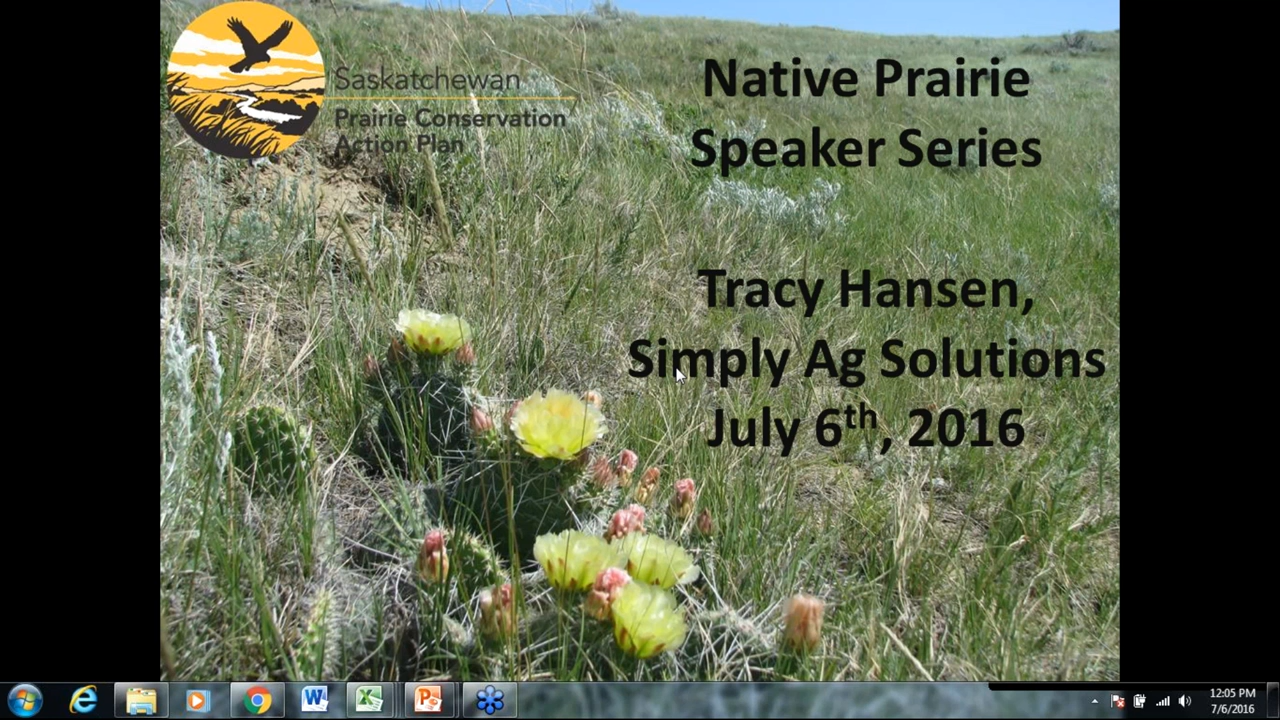 Saskatchewan
Prairie Conservation
Action Plan
Native Prairie
Speaker Series
Tracy Hansen,
Simply Ag Solutions
July 6th, 2016
12:05 PM
7/6/2016